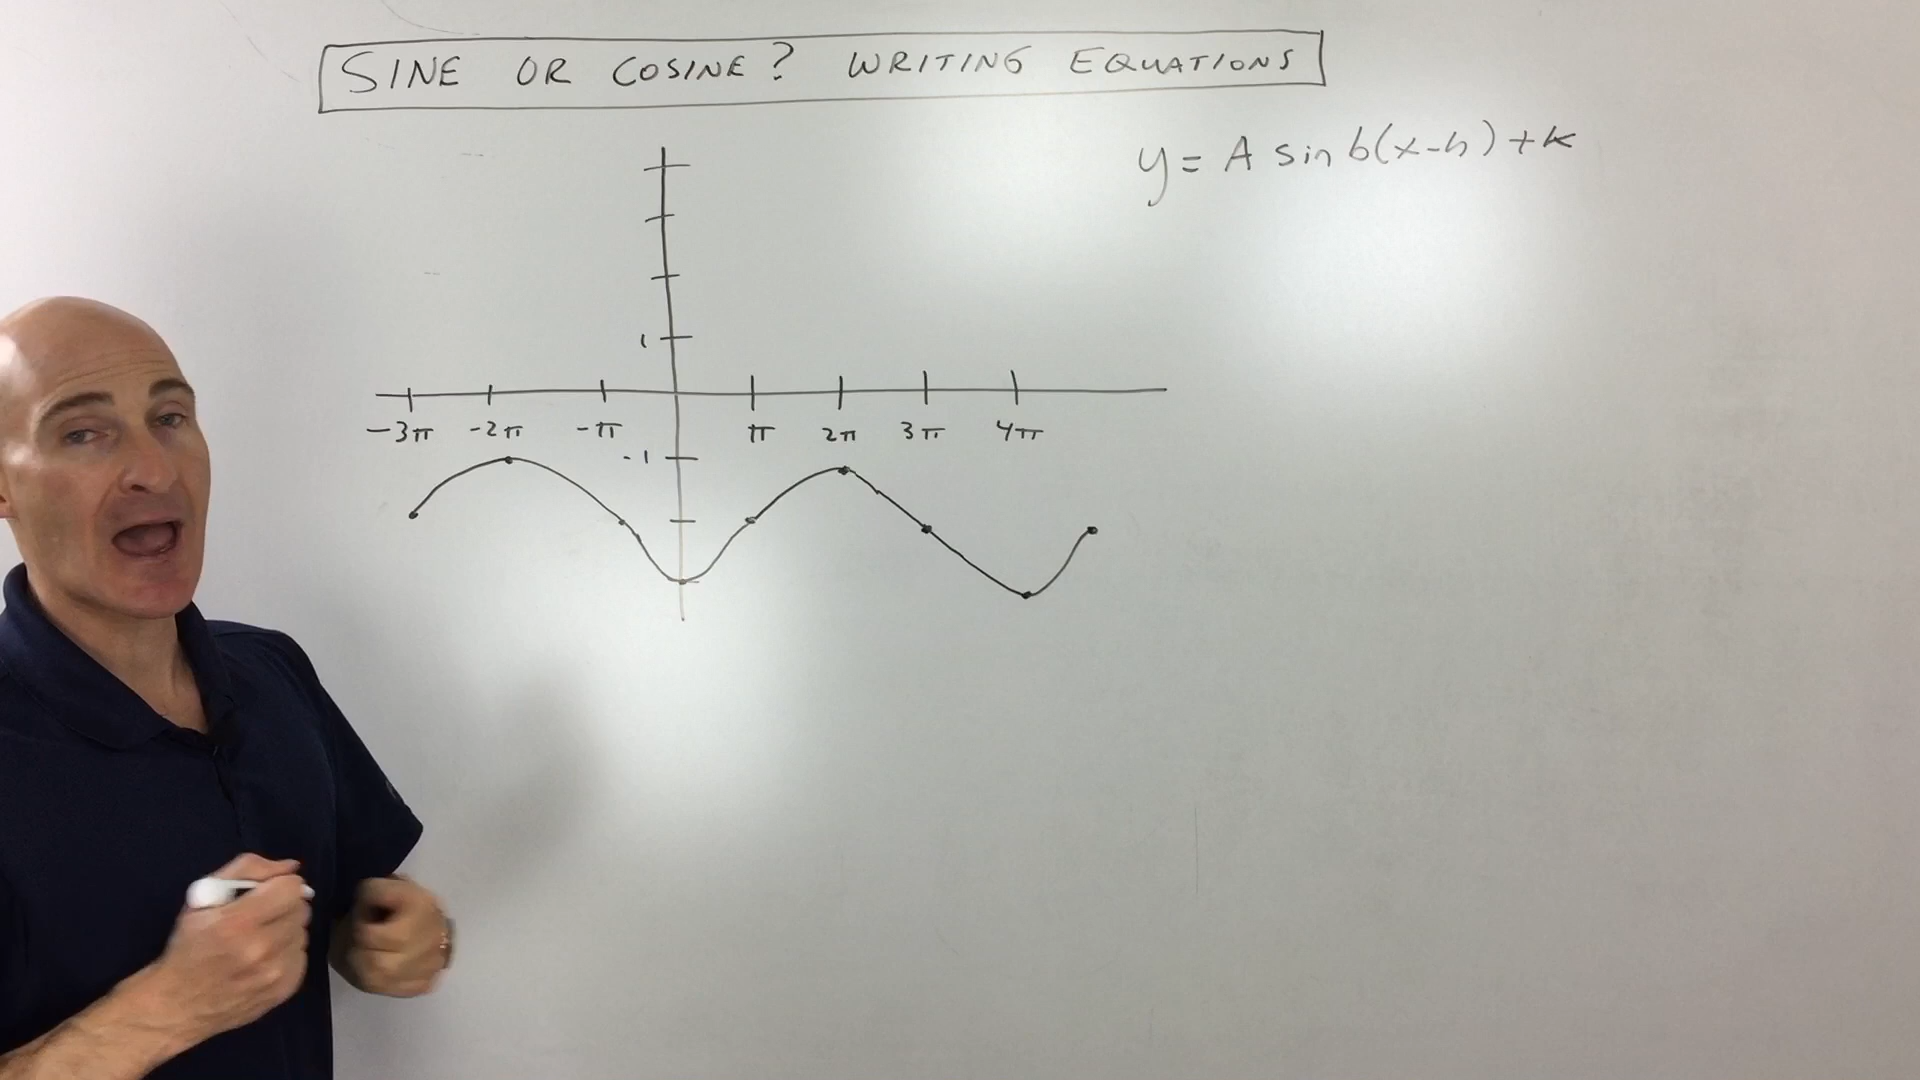 SINE OR COSINE? WRITING EQUATIONS
y = A sin b(x-h) + k
1
-3π -2π -π π 2π 3π 4π
-1